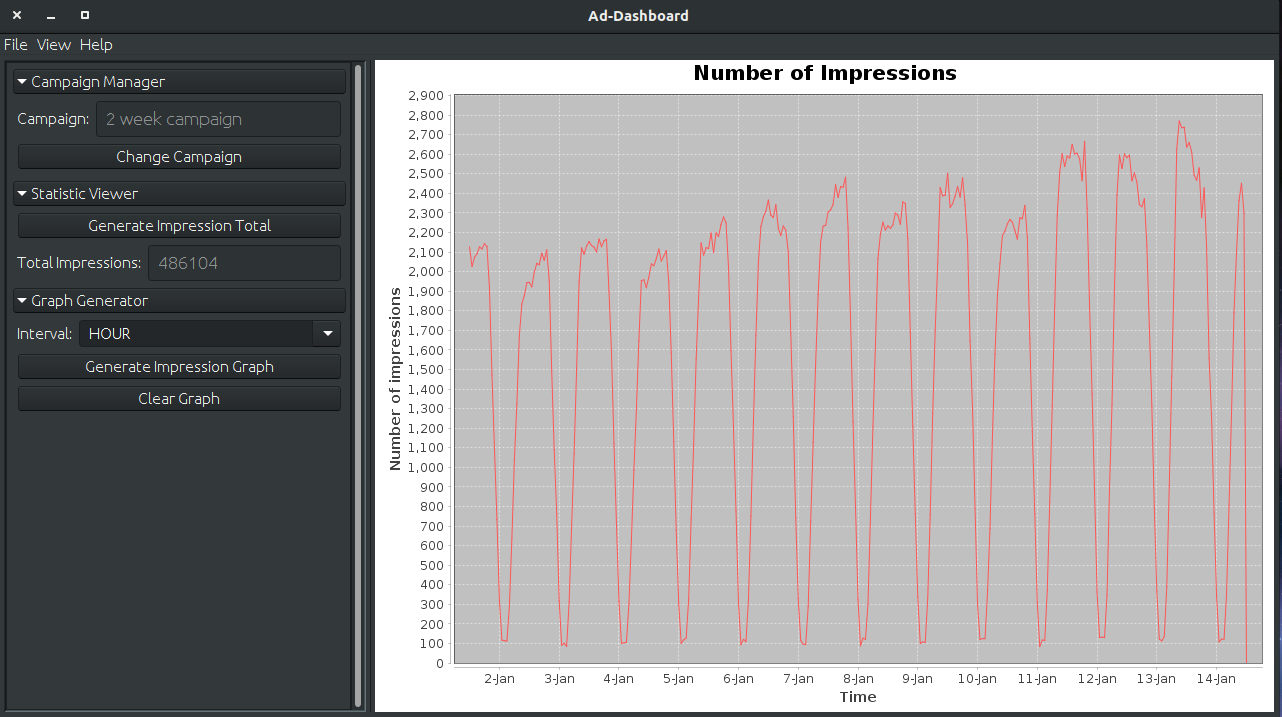 Ad-Dashboard
File View Help
Campaign Manager
Campaign: 2 week campaign
Change Campaign
Statistic Viewer
Generate Impression Total
Total Impressions: 486104
Graph Generator
Interval: HOUR
Generate Impression Graph
Clear Graph
Number of Impressions
Number of impressions
2,900
2,800
2,700
2,600
2,500
2,400
2,300
2,200
2,100
2,000
1,900
1,800
1,700
1,600
1,500
1,400
1,300
1,200
1,100
1,000
900
800
700
600
500
400
300
200
100
0
2-Jan 3-Jan 4-Jan 5-Jan 6-Jan 7-Jan 8-Jan 9-Jan 10-Jan 11-Jan 12-Jan 13-Jan 14-Jan
Time